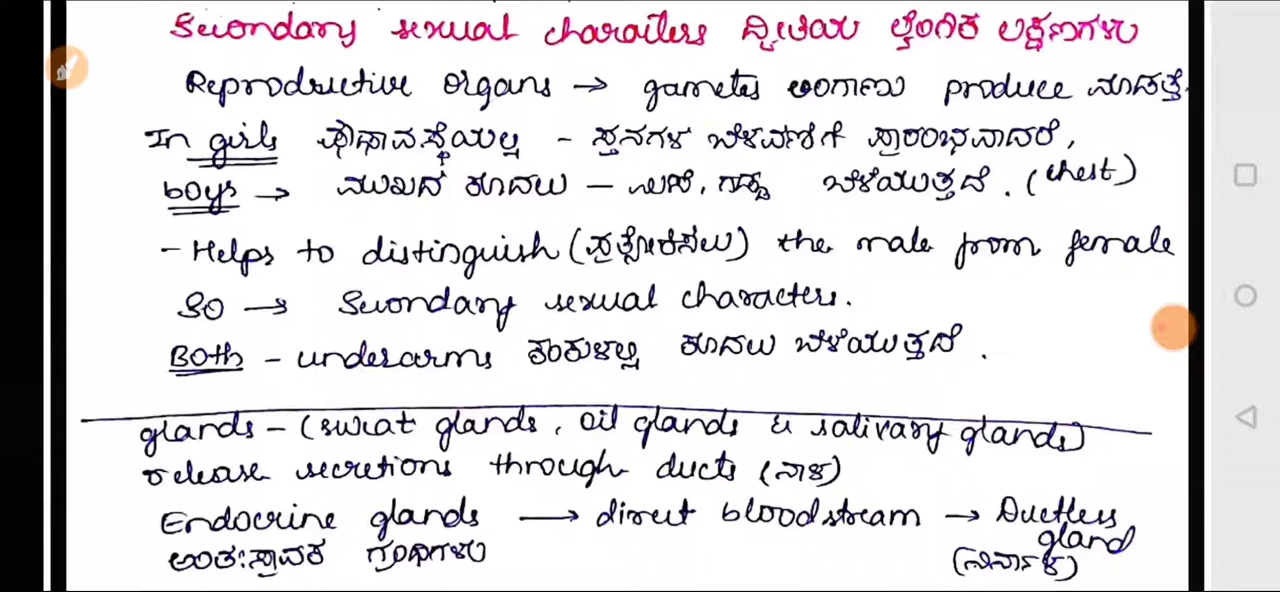 Secondary sexual characters ದ್ವಿತೀಯ ಲೈಂಗಿಕ ಲಕ್ಷಣಗಳು
Reproductive organs → gametes ಅಂಗಾಣು produce ಮಾಡುತ್ತೆ.
In girls ಪ್ರೌಢಾವಸ್ಥೆಯಲ್ಲಿ - ಸ್ತನಗಳ ಬೆಳವಣಿಗೆ ಪ್ರಾರಂಭವಾದರೆ,
boys → ಮುಖದ ಕೂದಲು - ಮೀಸೆ, ಗಡ್ಡ ಬೆಳೆಯುತ್ತದೆ. (chest)
- Helps to distinguish (ಪ್ರತ್ಯೇಕಿಸಲು) the male from female
SO → Secondary sexual characters.
Both - underarms ಕಂಕುಳಲ್ಲಿ ಕೂದಲು ಬೆಳೆಯುತ್ತದೆ.
glands - (sweat glands, oil glands & salivary glands)
release secretions through ducts (ನಾಳ)
Endocrine glands → direct bloodstream → Ductless
gland
ಅಂತಃಸ್ರಾವಕ ಗ್ರಂಥಿಗಳು (ನಿರ್ನಾಳ)